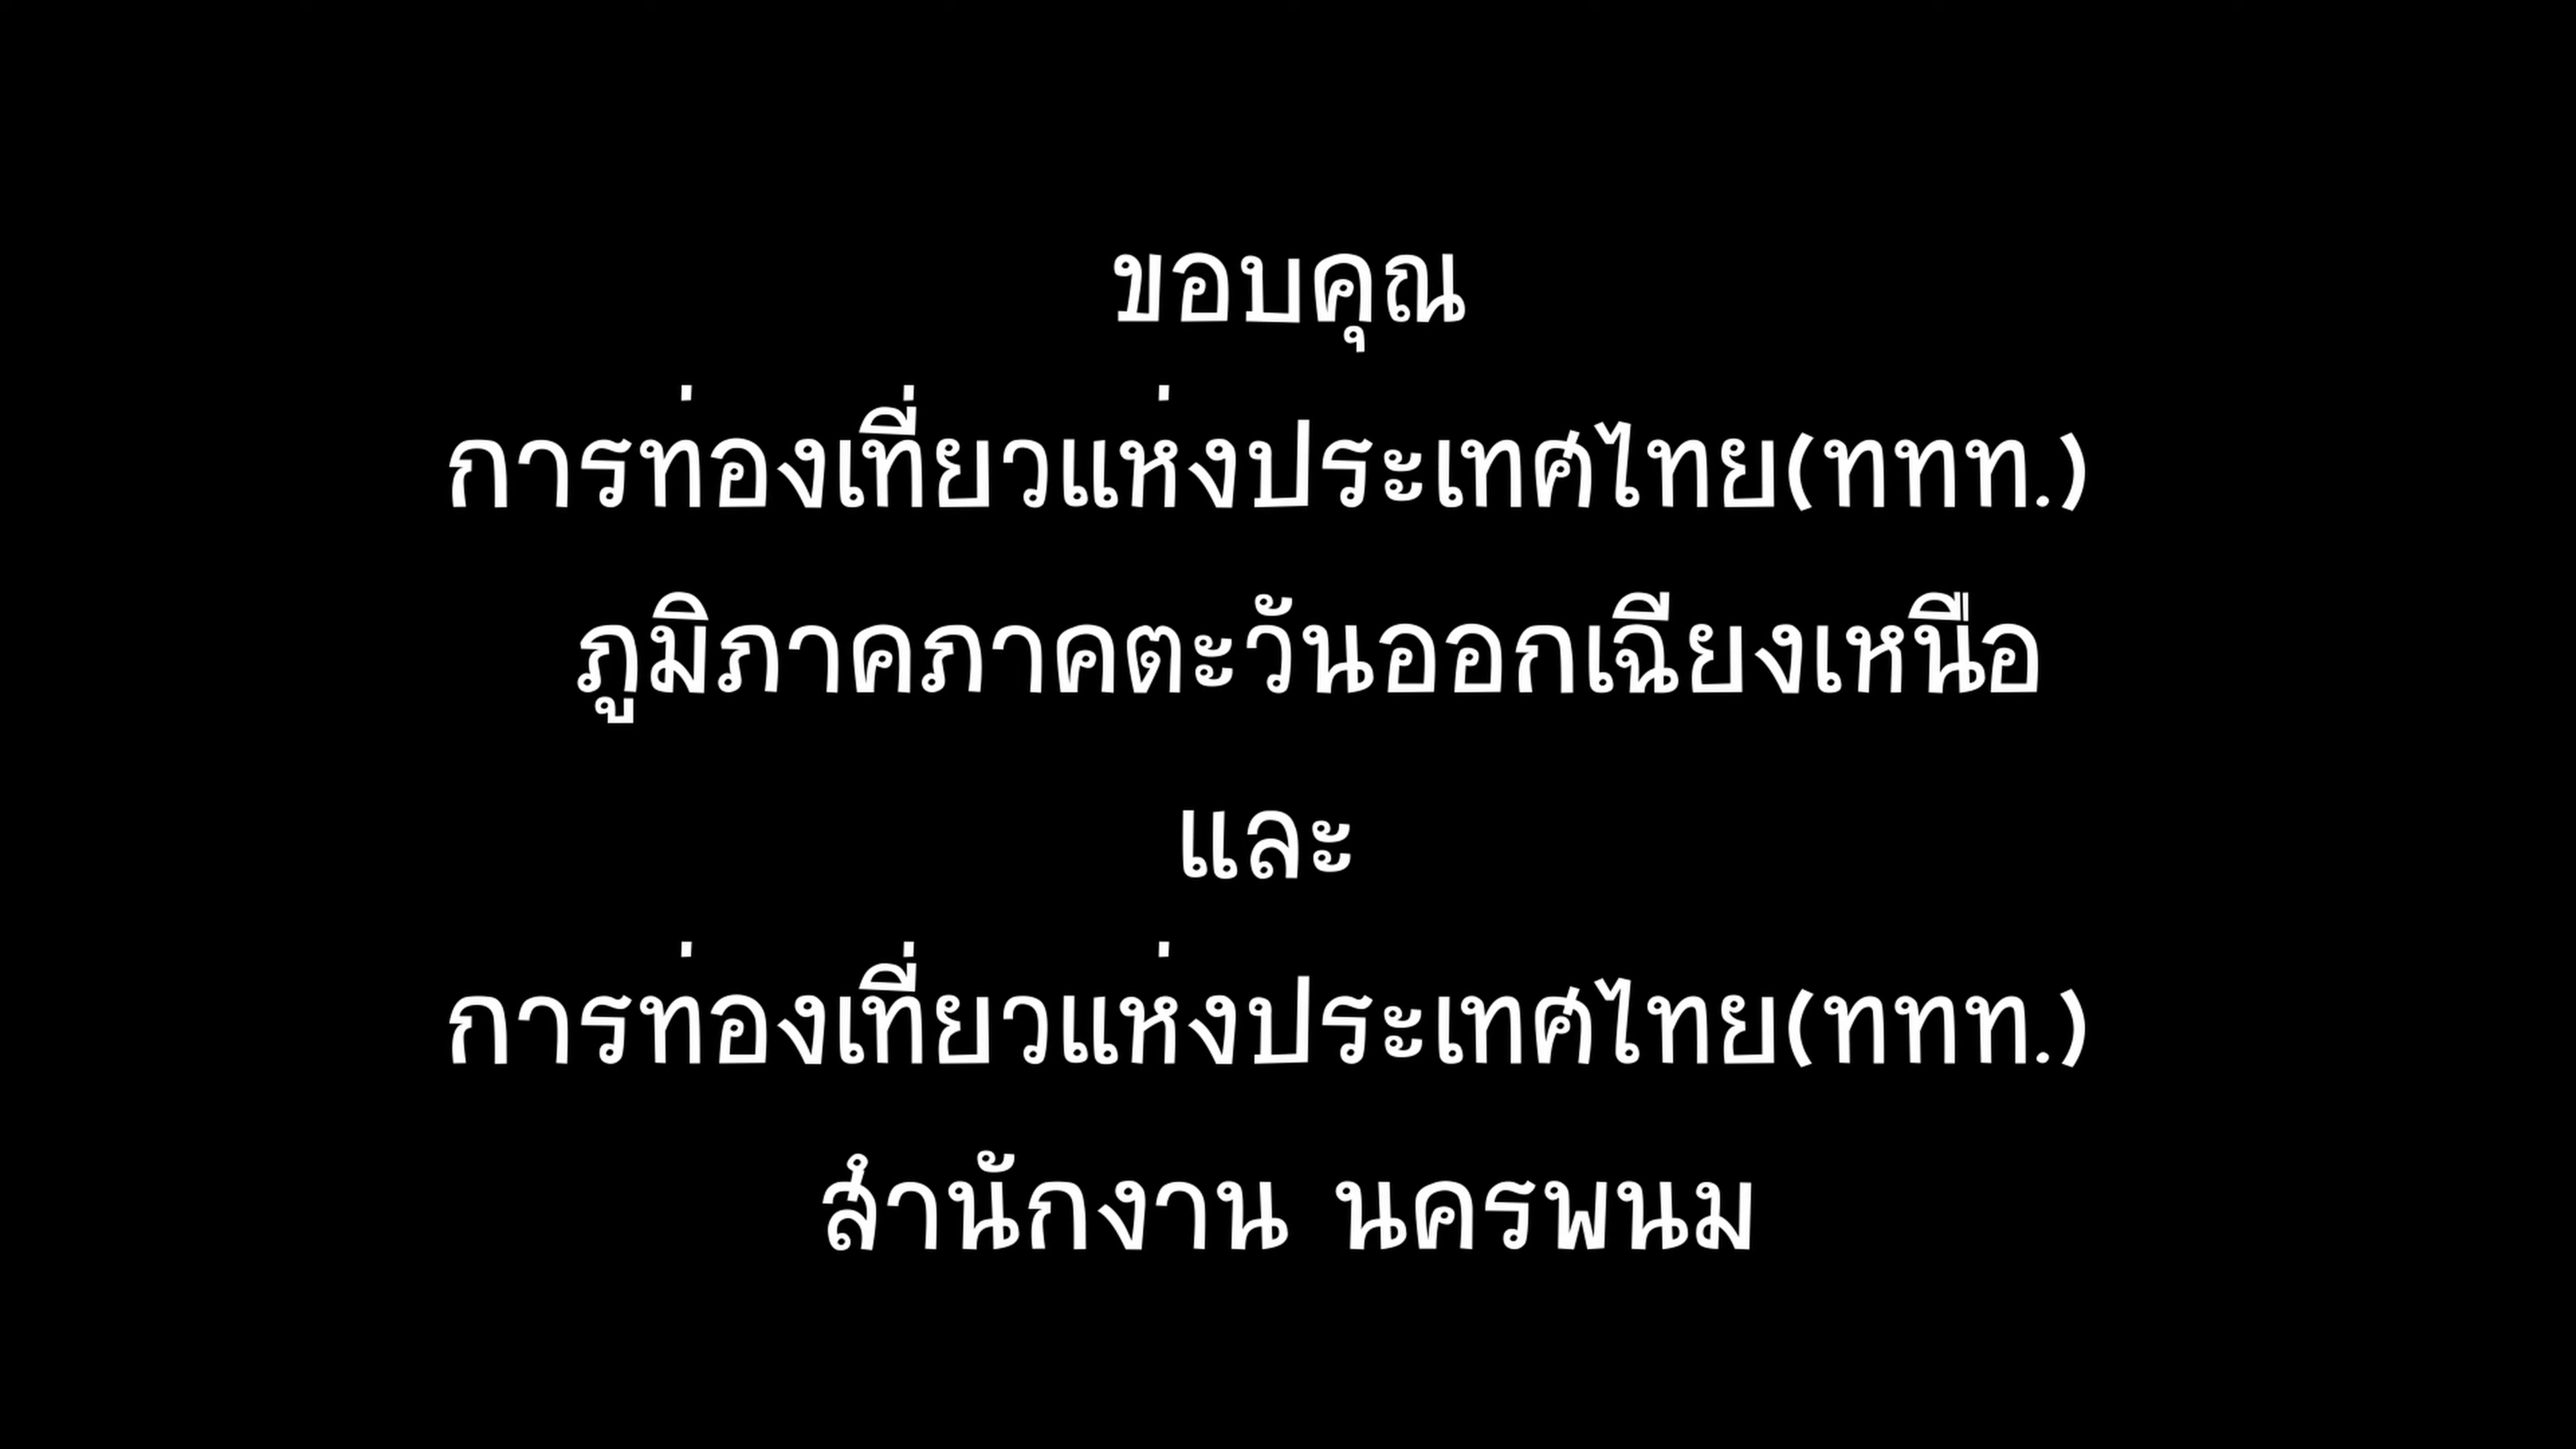 ขอบคุณ
การท่องเที่ยวแห่งประเทศไทย(ททท.)
ภูมิภาคภาคตะวันออกเฉียงเหนือ
และ
การท่องเที่ยวแห่งประเทศไทย(ททท.)
สำนักงาน นครพนม